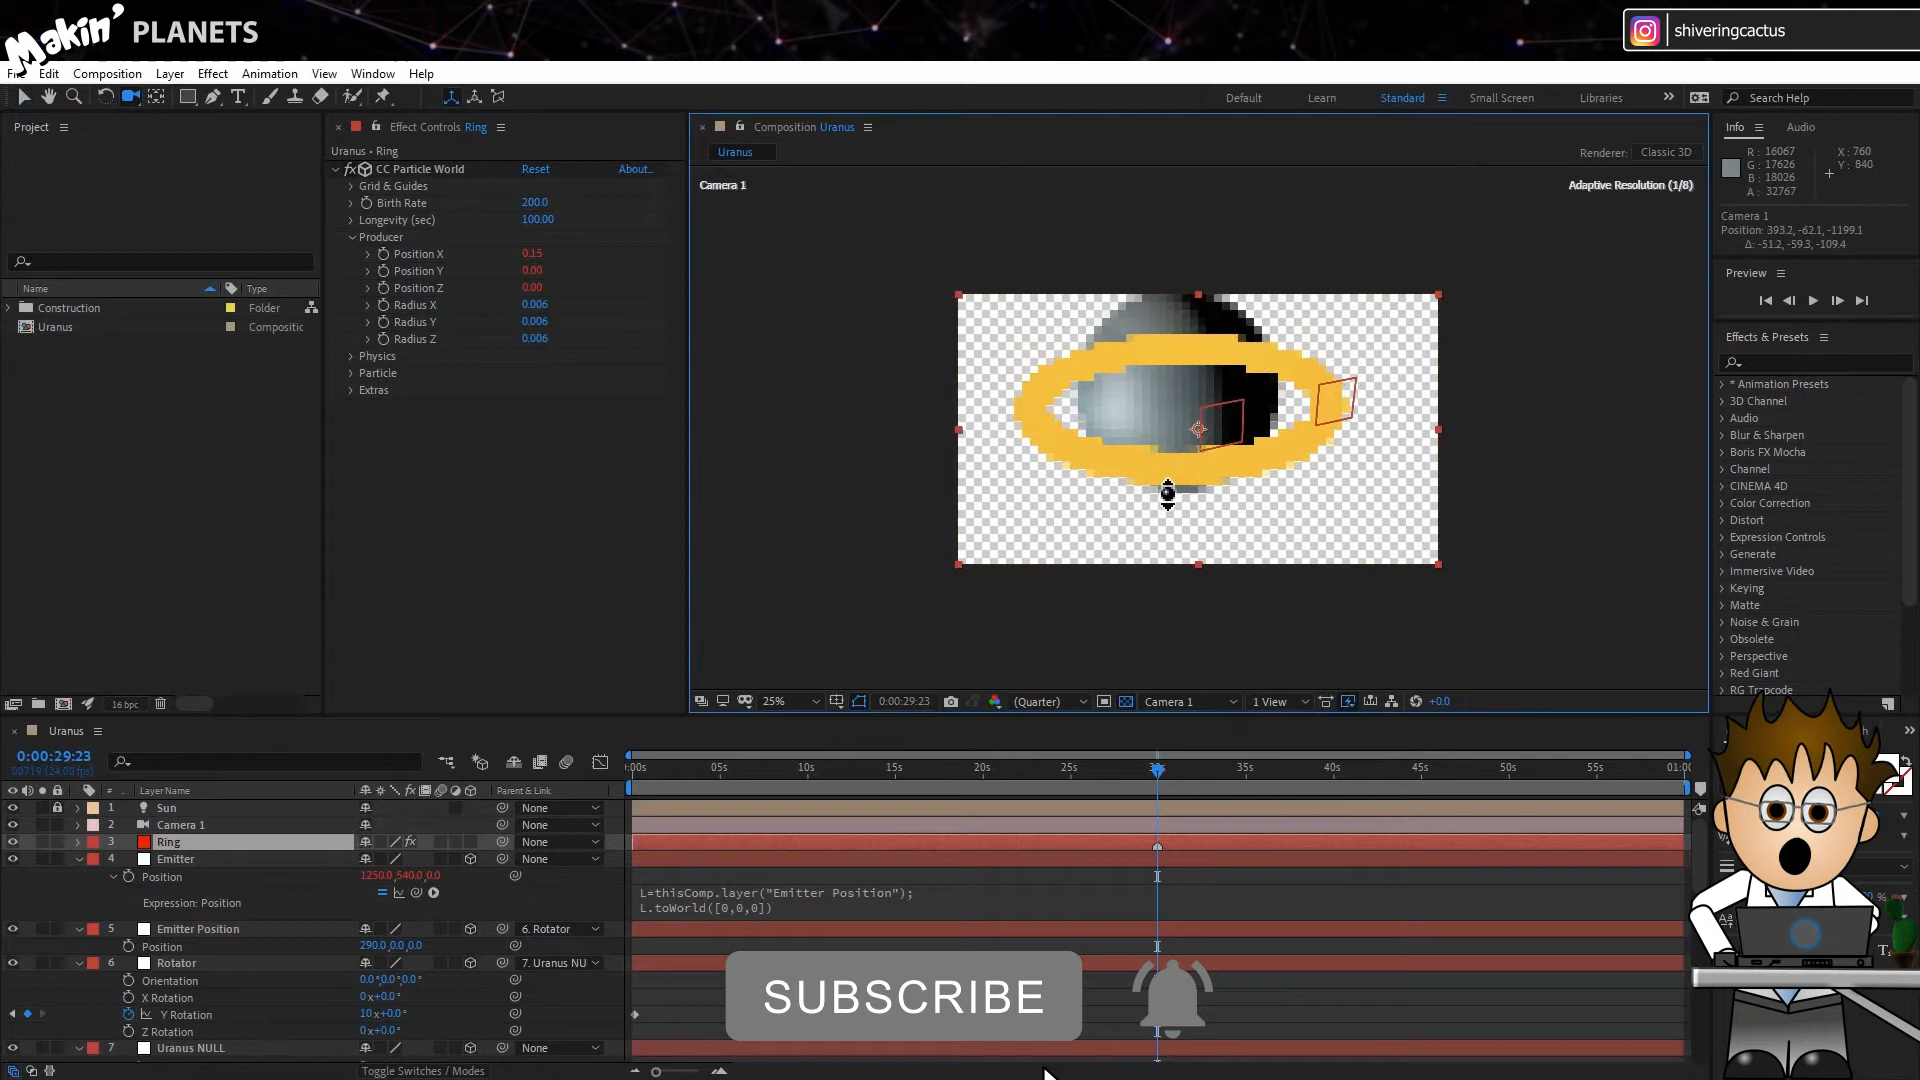 Makin' PLANETS
shiveringcactus
File Edit Composition Layer Effect Animation View Window Help
Default Learn Standard Small Screen Libraries Search Help
Project
Name Type
Construction Folder
Uranus Compositic
16 bpc
Effect Controls Ring
Uranus • Ring
fx CC Particle World Reset About...
Grid & Guides
Birth Rate 200.0
Longevity (sec) 100.00
Producer
Position X 0.15
Position Y 0.00
Position Z 0.00
Radius X 0.006
Radius Y 0.006
Radius Z 0.006
Physics
Particle
Extras
Composition Uranus
Uranus
Renderer: Classic 3D
Camera 1
Adaptive Resolution (1/8)
25% 0:00:29:23 (Quarter) Camera 1 1 View +0.0
Info Audio
R: 16067
G: 17626
B: 18026
A: 32767
X: 760
Y: 840
Camera 1
Position: 393.2, -62.1, -1199.1
Δ: -51.2, -59.3, -109.4
Preview
Effects & Presets
* Animation Presets
3D Channel
Audio
Blur & Sharpen
Boris FX Mocha
Channel
CINEMA 4D
Color Correction
Distort
Expression Controls
Generate
Immersive Video
Keying
Matte
Noise & Grain
Obsolete
Perspective
Red Giant
RG Trapcode
Uranus
0:00:29:23
00719 (24.00 fps)
:00s 05s 10s 15s 20s 25s 30s 35s 40s 45s 50s 55s 01:00
# Layer Name fx Parent & Link
1 Sun None
2 Camera 1 None
3 Ring fx None
4 Emitter None
Position 1250.0,540.0,0.0
Expression: Position
L=thisComp.layer("Emitter Position");
L.toWorld([0,0,0])
5 Emitter Position 6. Rotator
Position 290.0,0.0,0.0
6 Rotator 7. Uranus NU
Orientation 0.0°,0.0°,0.0°
X Rotation 0x+0.0°
Y Rotation 10x+0.0°
Z Rotation 0x+0.0°
7 Uranus NULL None
Toggle Switches / Modes
SUBSCRIBE